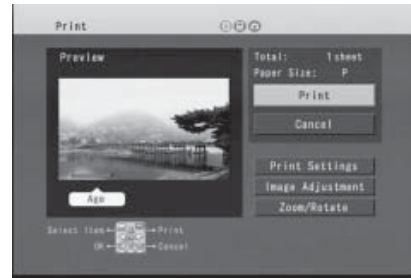 Print
Preview
Total: 1 sheet
Paper Size: P
Print
Cancel
Print Settings
Image Adjustment
Zoom/Rotate
Age
Select Item Print
OK Cancel